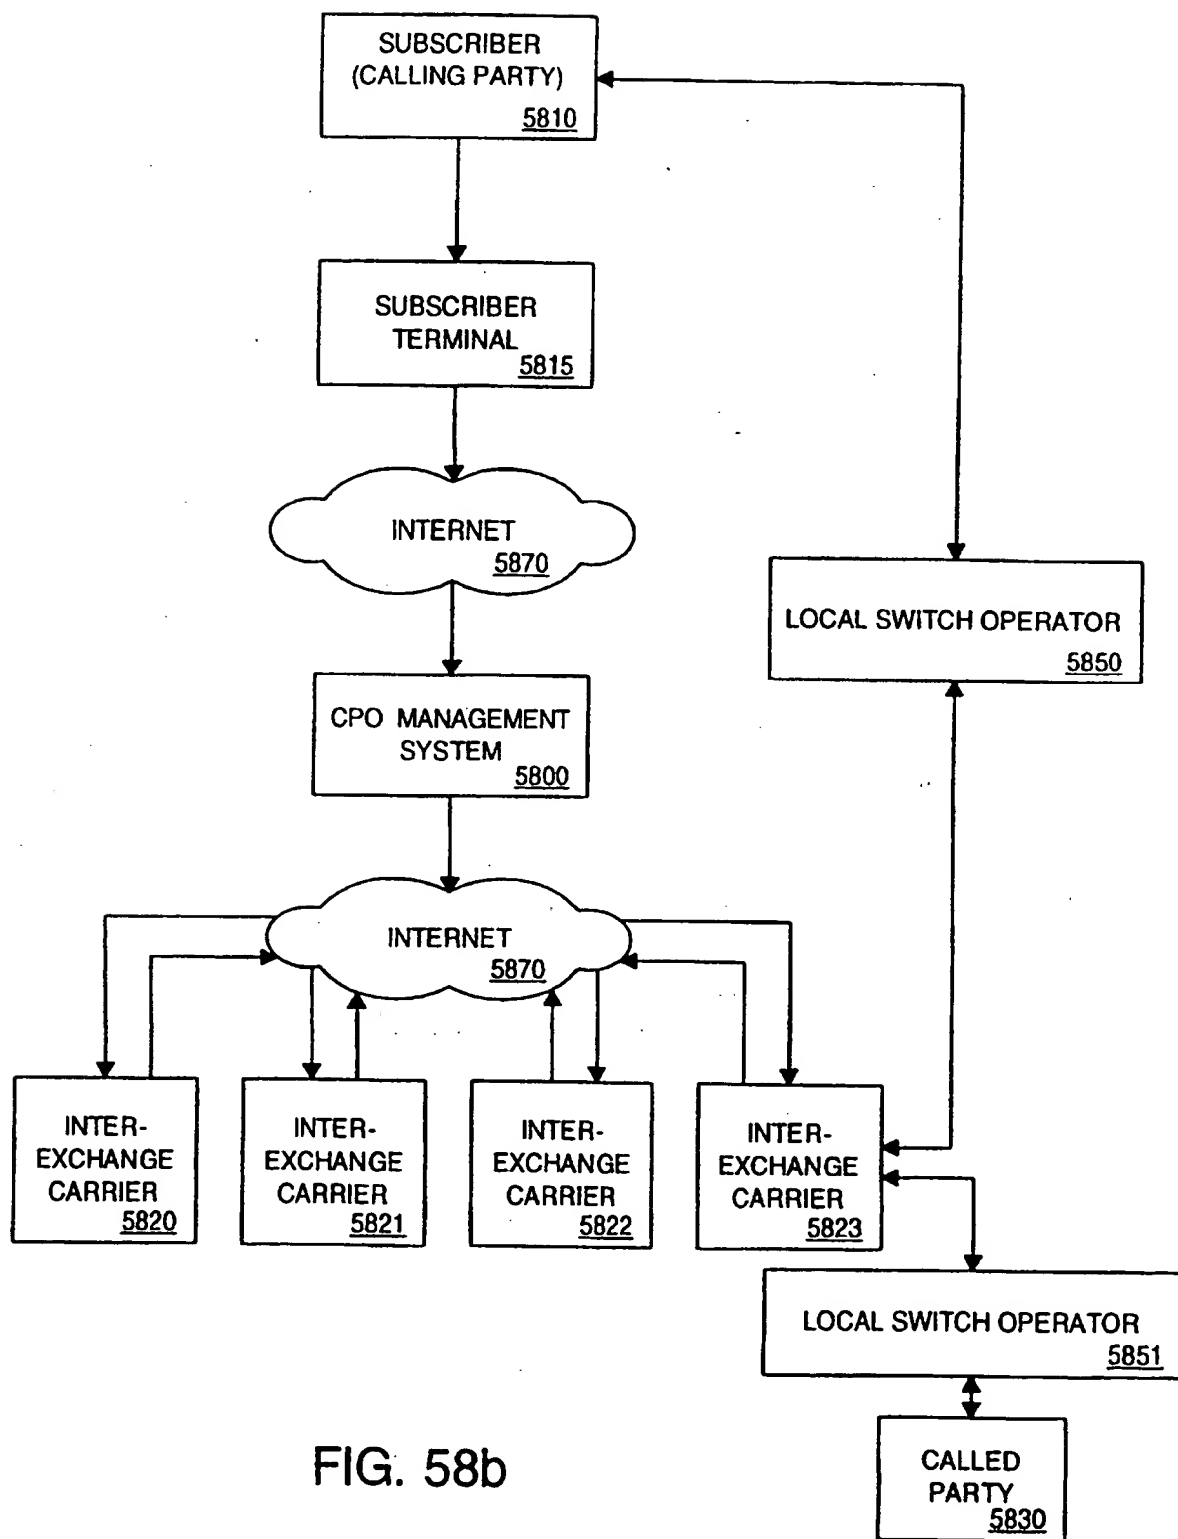 SUBSCRIBER
(CALLING PARTY)
5810
SUBSCRIBER
TERMINAL
5815
INTERNET
5870
LOCAL SWITCH OPERATOR
5850
CPO MANAGEMENT
SYSTEM
5800
INTERNET
5870
INTER-
EXCHANGE
CARRIER
5820
INTER-
EXCHANGE
CARRIER
5821
INTER-
EXCHANGE
CARRIER
5822
INTER-
EXCHANGE
CARRIER
5823
LOCAL SWITCH OPERATOR
5851
CALLED
PARTY
5830
FIG. 58b